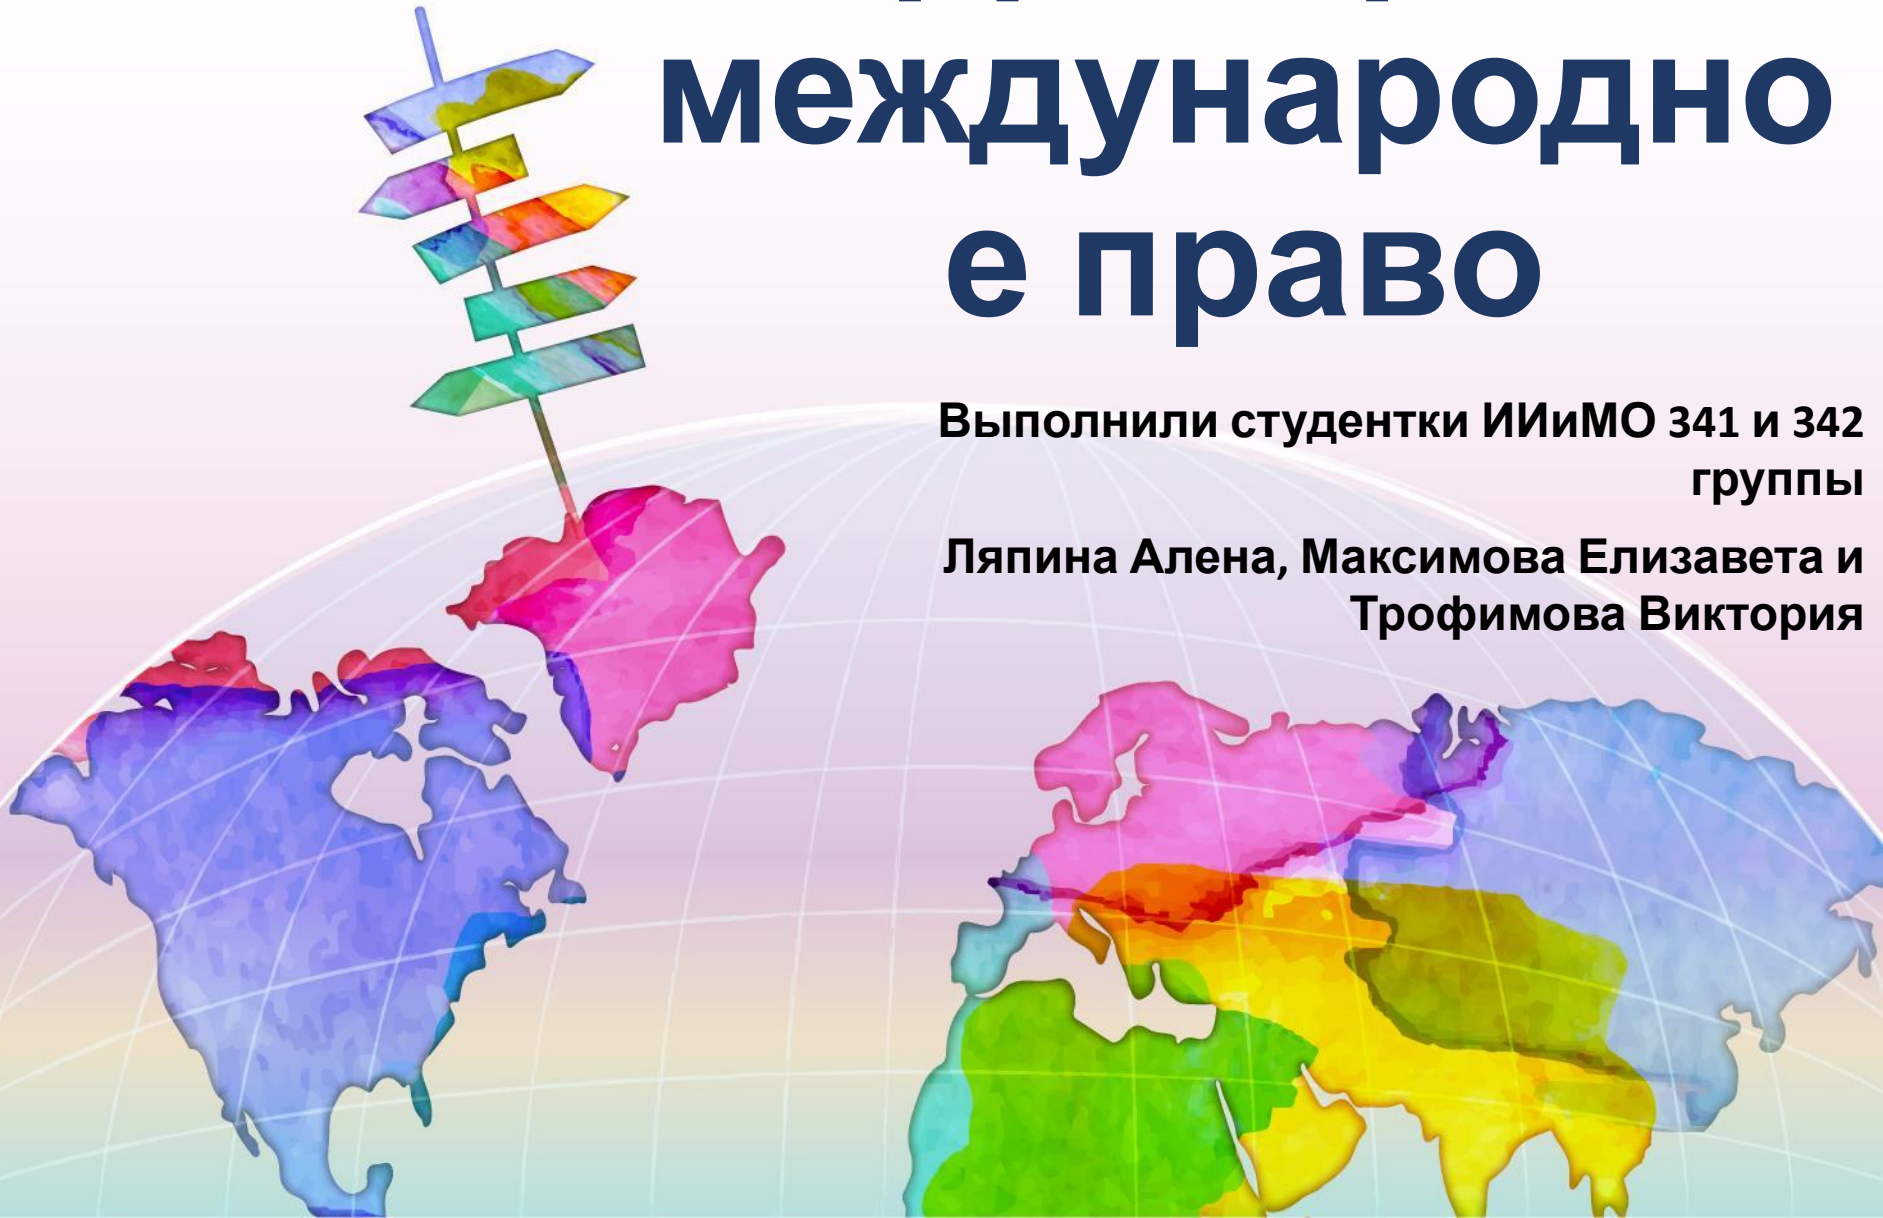 международно
е право
Выполнили студентки ИИиМО 341 и 342
группы
Ляпина Алена, Максимова Елизавета и
Трофимова Виктория